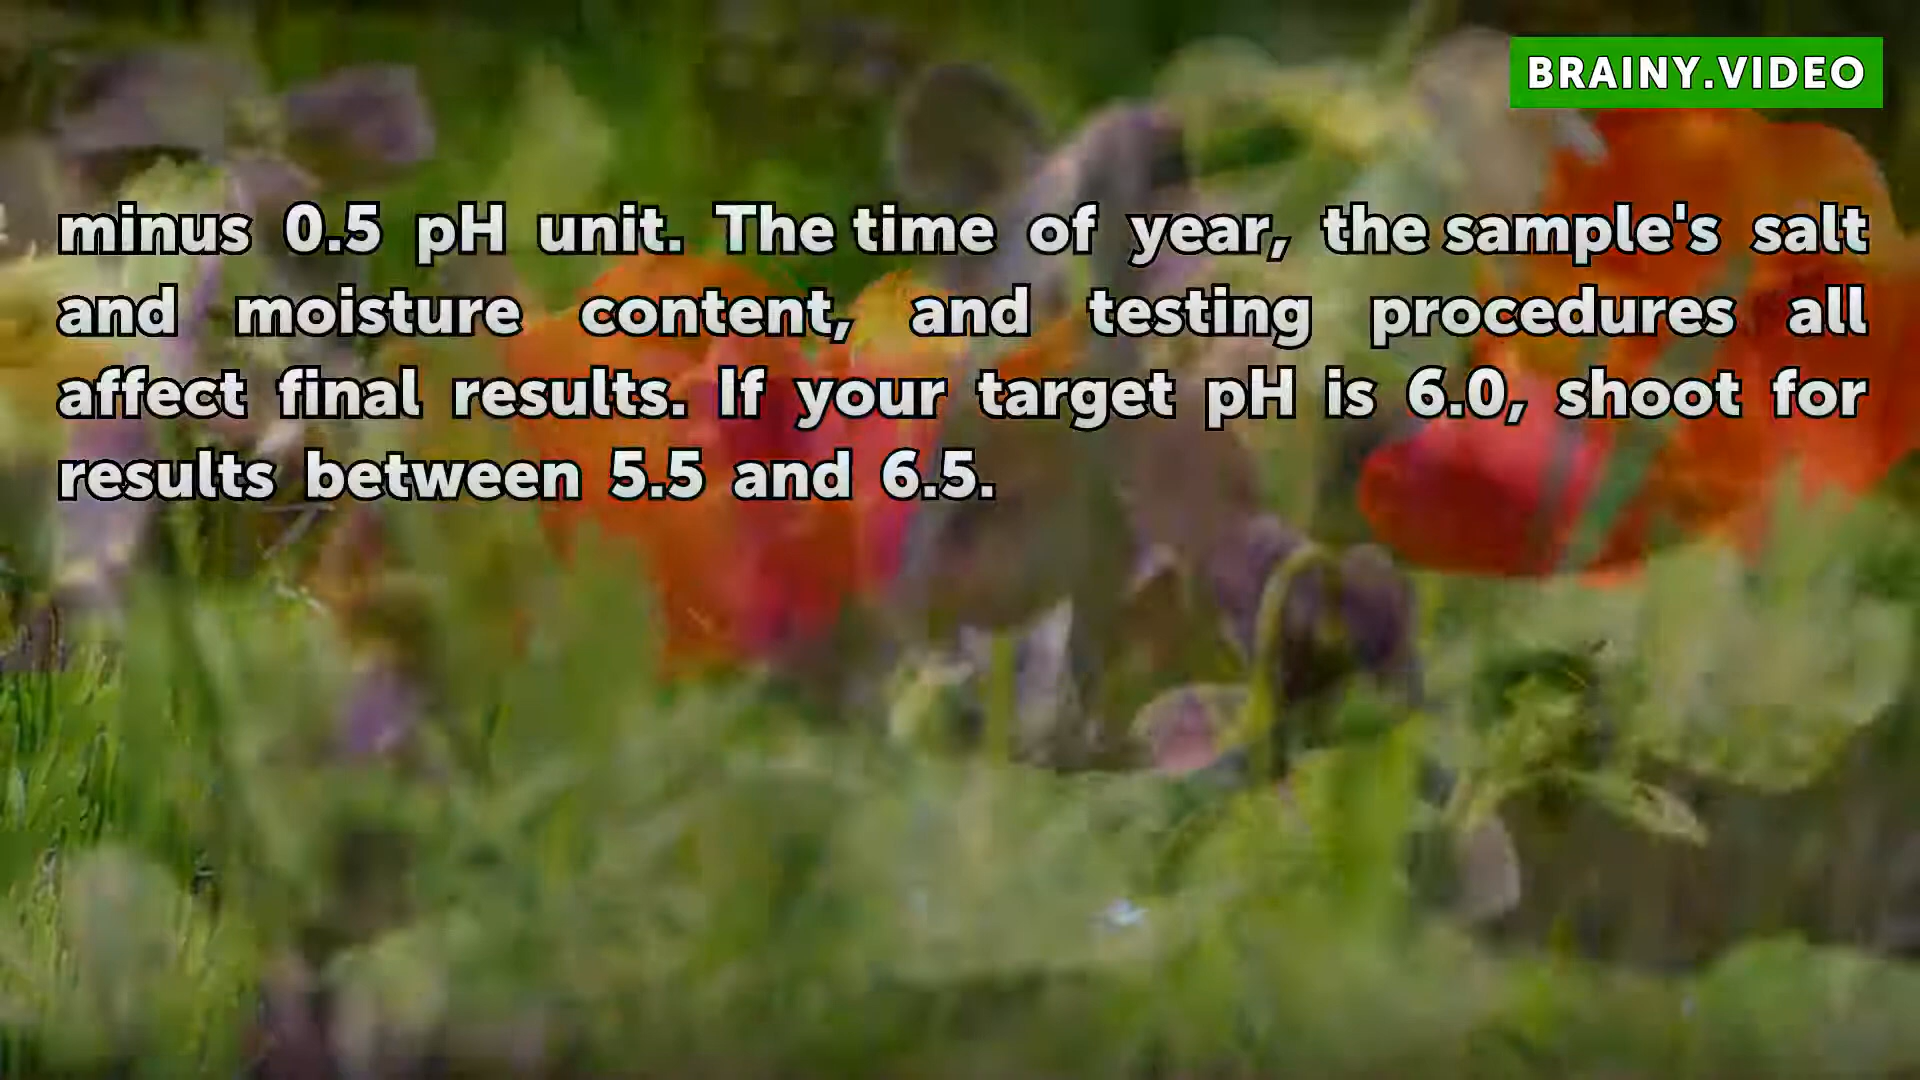 BRAINY.VIDEO
minus 0.5 pH unit. The time of year, the sample's salt
and moisture content, and testing procedures all
affect final results. If your target pH is 6.0, shoot for
results between 5.5 and 6.5.